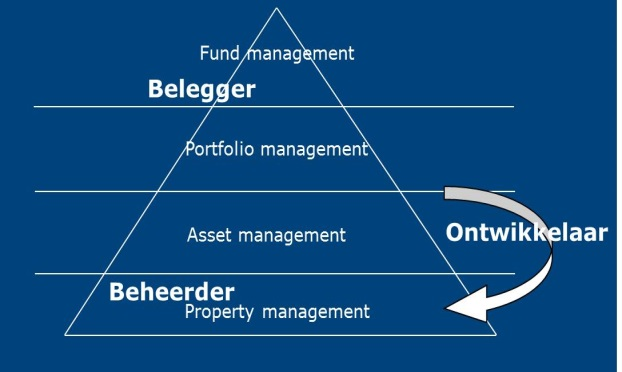 Fund management
Belegger
Portfolio management
Asset management
Ontwikkelaar
Beheerder
Property management